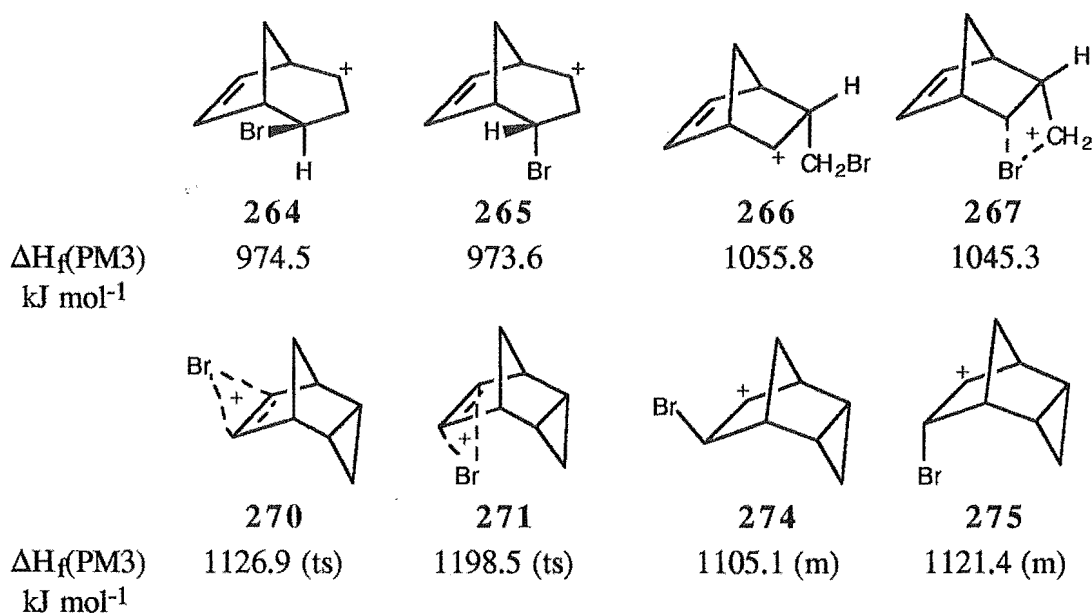 + + H H
Br H + CH₂Br + CH₂
H Br Br
264 265 266 267
ΔHf(PM3) 974.5 973.6 1055.8 1045.3
kJ mol⁻¹
Br + + +
+ Br
Br Br
270 271 274 275
ΔHf(PM3) 1126.9 (ts) 1198.5 (ts) 1105.1 (m) 1121.4 (m)
kJ mol⁻¹